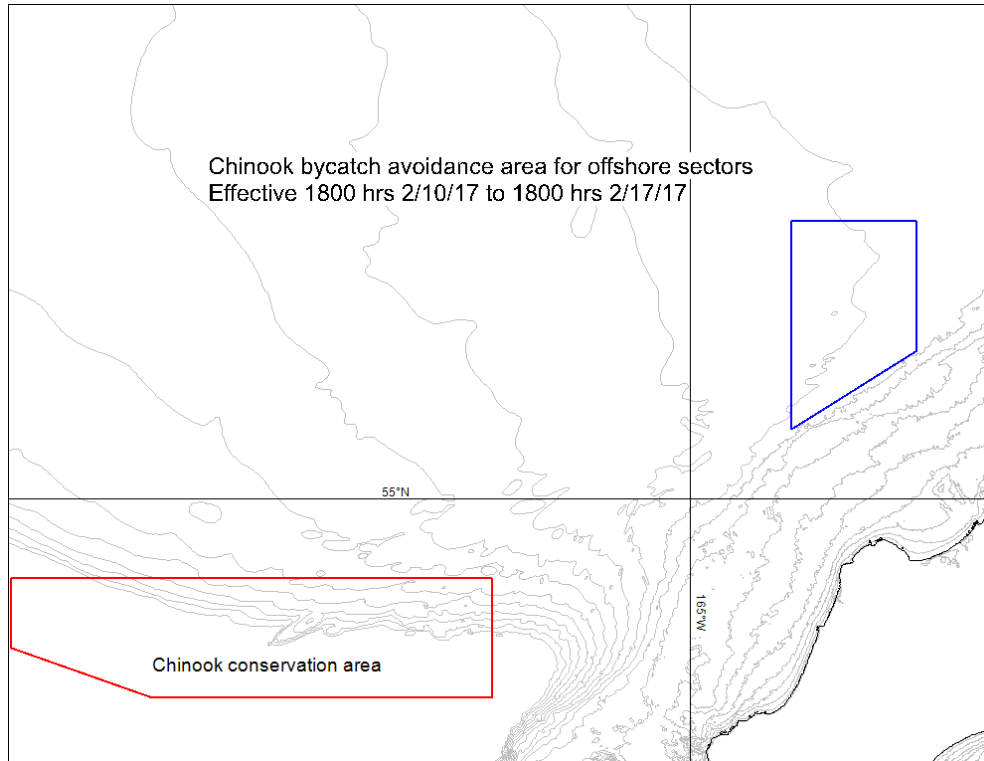 Chinook bycatch avoidance area for offshore sectors
Effective 1800 hrs 2/10/17 to 1800 hrs 2/17/17
55°N
165°W
Chinook conservation area